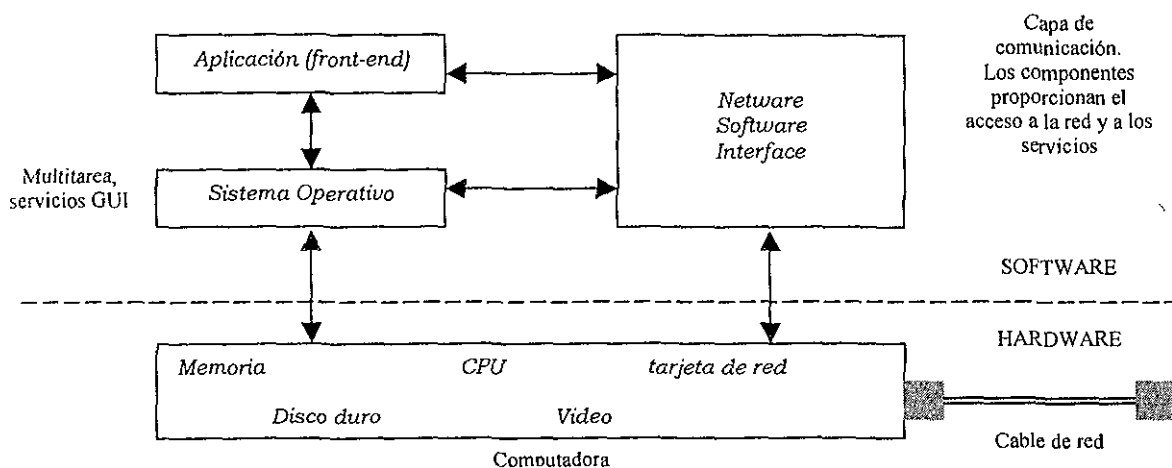 Aplicación (front-end)
Netware
Software
Interface
Capa de
comunicación.
Los componentes
proporcionan el
acceso a la red y a los
servicios
Multitarea,
servicios GUI
Sistema Operativo
SOFTWARE
HARDWARE
Memoria CPU tarjeta de red
Disco duro Video
Cable de red
Computadora